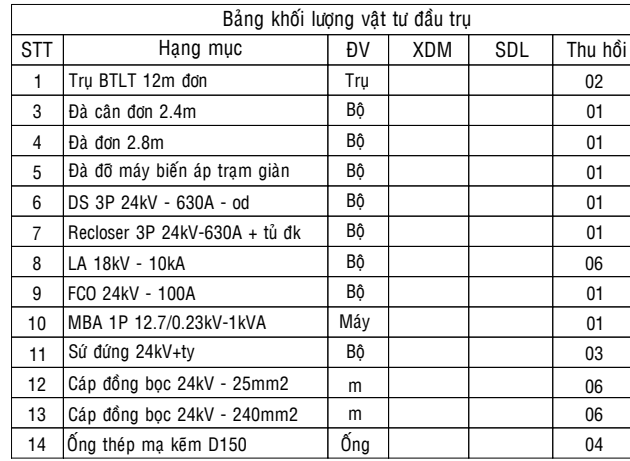 Bảng khối lượng vật tư đầu trụ
STT Hạng mục ĐV XDM SDL Thu hồi
1 Trụ BTLT 12m đơn Trụ 02
3 Đà cân đơn 2.4m Bộ 01
4 Đà đơn 2.8m Bộ 01
5 Đà đỡ máy biến áp trạm giàn Bộ 01
6 DS 3P 24kV - 630A - od Bộ 01
7 Recloser 3P 24kV-630A + tủ đk Bộ 01
8 LA 18kV - 10kA Bộ 06
9 FCO 24kV - 100A Bộ 01
10 MBA 1P 12.7/0.23kV-1kVA Máy 01
11 Sứ đứng 24kV+ty Bộ 03
12 Cáp đồng bọc 24kV - 25mm2 m 06
13 Cáp đồng bọc 24kV - 240mm2 m 06
14 Ống thép mạ kẽm D150 Ống 04